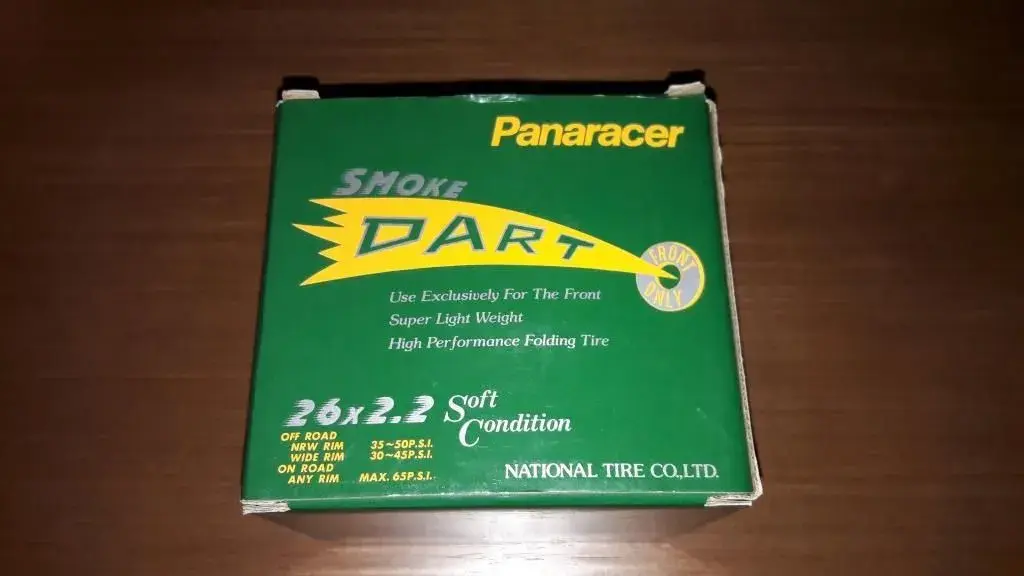 Panaracer
SMOKE
DART
FRONT ONLY
Use Exclusively For The Front
Super Light Weight
High Performance Folding Tire
26x2.2 Soft Condition
OFF ROAD
NRW RIM 35~50P.S.I.
WIDE RIM 30~45P.S.I.
ON ROAD
ANY RIM MAX. 65P.S.I.
NATIONAL TIRE CO.,LTD.